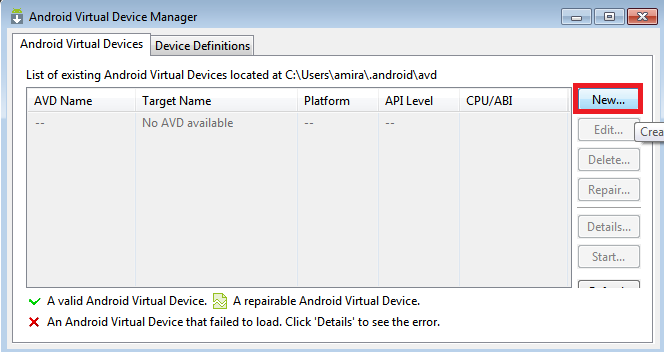 Android Virtual Device Manager
Android Virtual Devices
Device Definitions
List of existing Android Virtual Devices located at C:\Users\amira\.android\avd
AVD Name Target Name Platform API Level CPU/ABI
-- No AVD available -- --
New...
Edit...
Delete...
Repair...
Details...
Start...
A valid Android Virtual Device. A repairable Android Virtual Device.
An Android Virtual Device that failed to load. Click 'Details' to see the error.